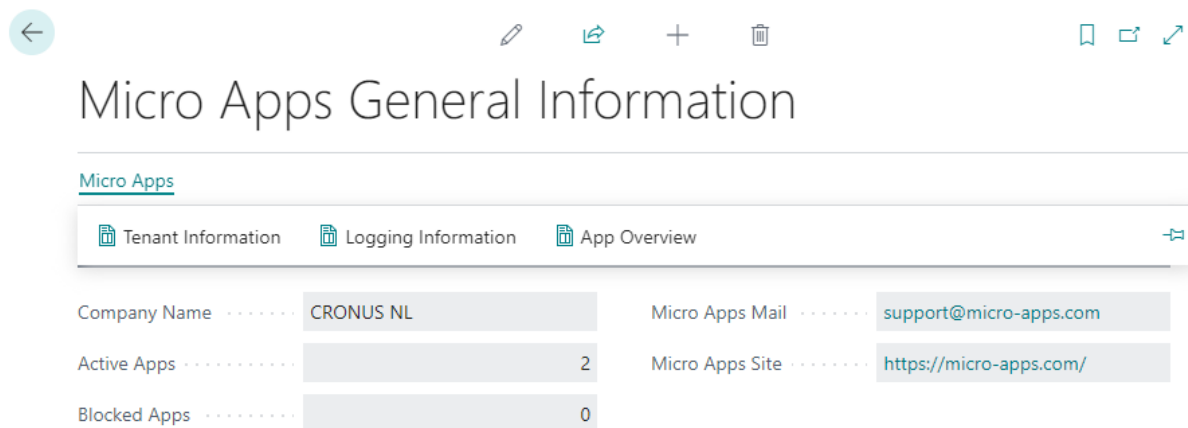 Micro Apps General Information
Micro Apps
Tenant Information Logging Information App Overview
Company Name CRONUS NL Micro Apps Mail support@micro-apps.com
Active Apps 2 Micro Apps Site https://micro-apps.com/
Blocked Apps 0